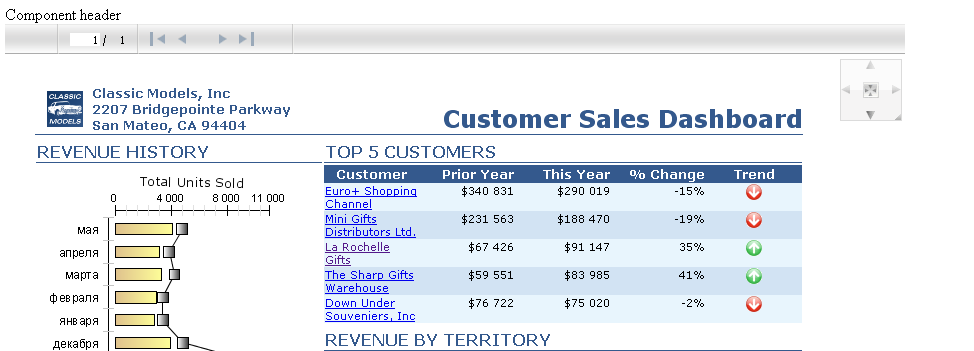 Component header
1 / 1
CLASSIC
MODELS
Classic Models, Inc
2207 Bridgepointe Parkway
San Mateo, CA 94404
Customer Sales Dashboard
REVENUE HISTORY
Total Units Sold
0 4 000 8 000 11 000
мая
апреля
марта
февраля
января
декабря
TOP 5 CUSTOMERS
Customer Prior Year This Year % Change Trend
Euro+ Shopping $340 831 $290 019 -15%
Channel
Mini Gifts $231 563 $188 470 -19%
Distributors Ltd.
La Rochelle $67 426 $91 147 35%
Gifts
The Sharp Gifts $59 551 $83 985 41%
Warehouse
Down Under $76 722 $75 020 -2%
Souveniers, Inc
REVENUE BY TERRITORY